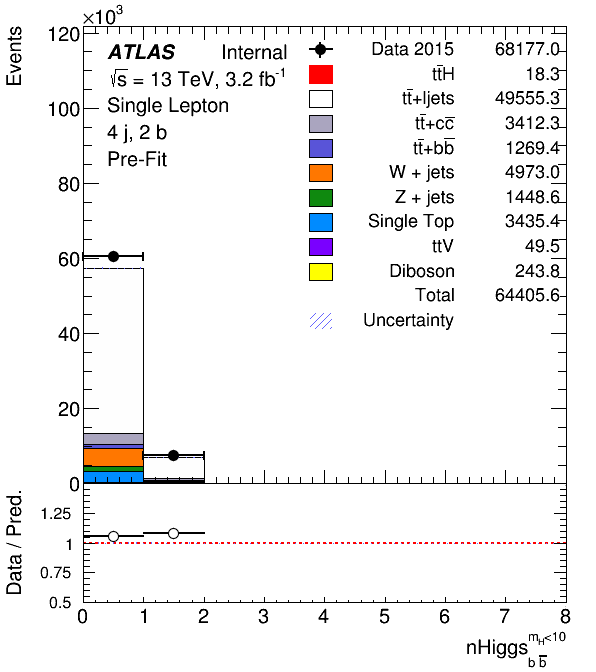 ×10³
Events
120
100
80
60
40
20
0
ATLAS Internal
√s = 13 TeV, 3.2 fb⁻¹
Single Lepton
4 j, 2 b
Pre-Fit
Data 2015 68177.0
tt̄H 18.3
tt̄+ljets 49555.3
tt̄+cc̄ 3412.3
tt̄+bb̄ 1269.4
W + jets 4973.0
Z + jets 1448.6
Single Top 3435.4
ttV 49.5
Diboson 243.8
Total 64405.6
Uncertainty
Data / Pred.
1.25
1
0.75
0.5
0 1 2 3 4 5 6 7 8
nHiggs m_H<10 b b̄